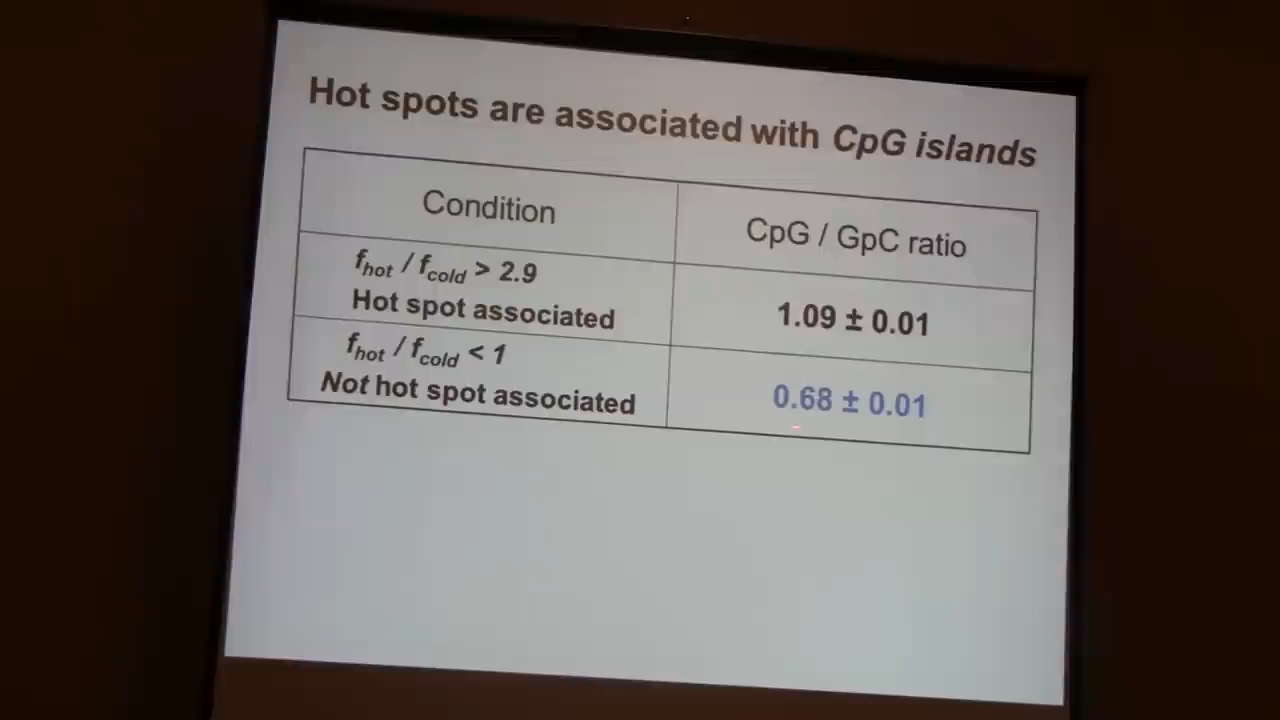 Hot spots are associated with CpG islands
Condition
CpG / GpC ratio
fhot / fcold > 2.9
Hot spot associated
1.09 ± 0.01
fhot / fcold < 1
Not hot spot associated
0.68 ± 0.01